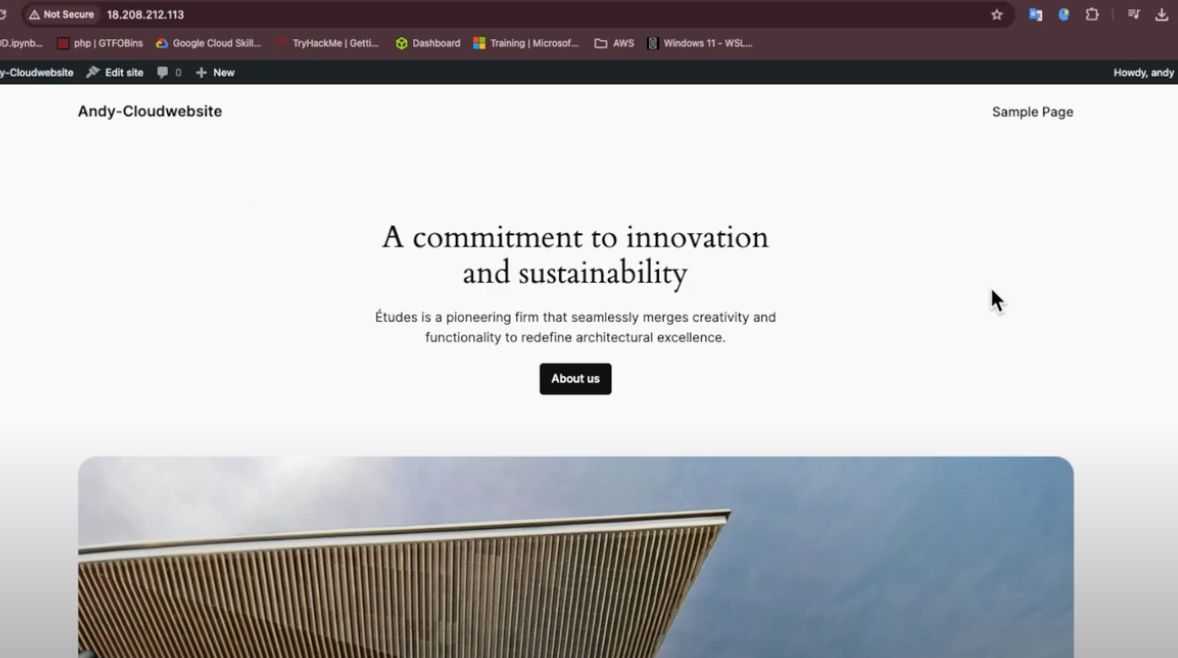 Not Secure 18.208.212.113
D.ipynb... php | GTFOBins Google Cloud Skill... TryHackMe | Getti... Dashboard Training | Microsof... AWS Windows 11 - WSL...
y-Cloudwebsite Edit site 0 New Howdy, andy
Andy-Cloudwebsite Sample Page
A commitment to innovation
and sustainability
Études is a pioneering firm that seamlessly merges creativity and
functionality to redefine architectural excellence.
About us